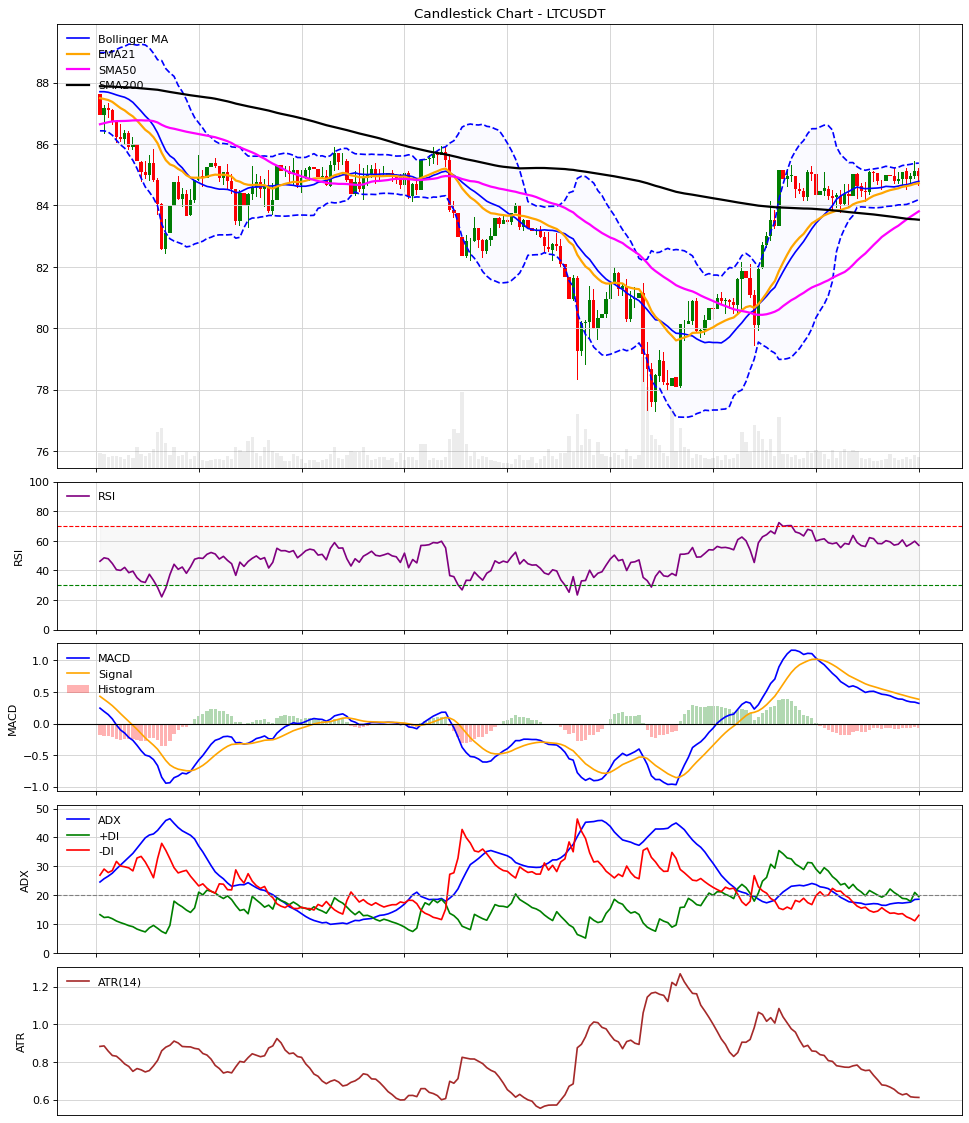 Candlestick Chart - LTCUSDT
Bollinger MA
EMA21
SMA50
SMA200
88
86
84
82
80
78
76
RSI
RSI
100
80
60
40
20
0
MACD
MACD
Signal
Histogram
1.0
0.5
0.0
−0.5
−1.0
ADX
ADX
+DI
-DI
50
40
30
20
10
0
ATR
ATR(14)
1.2
1.0
0.8
0.6